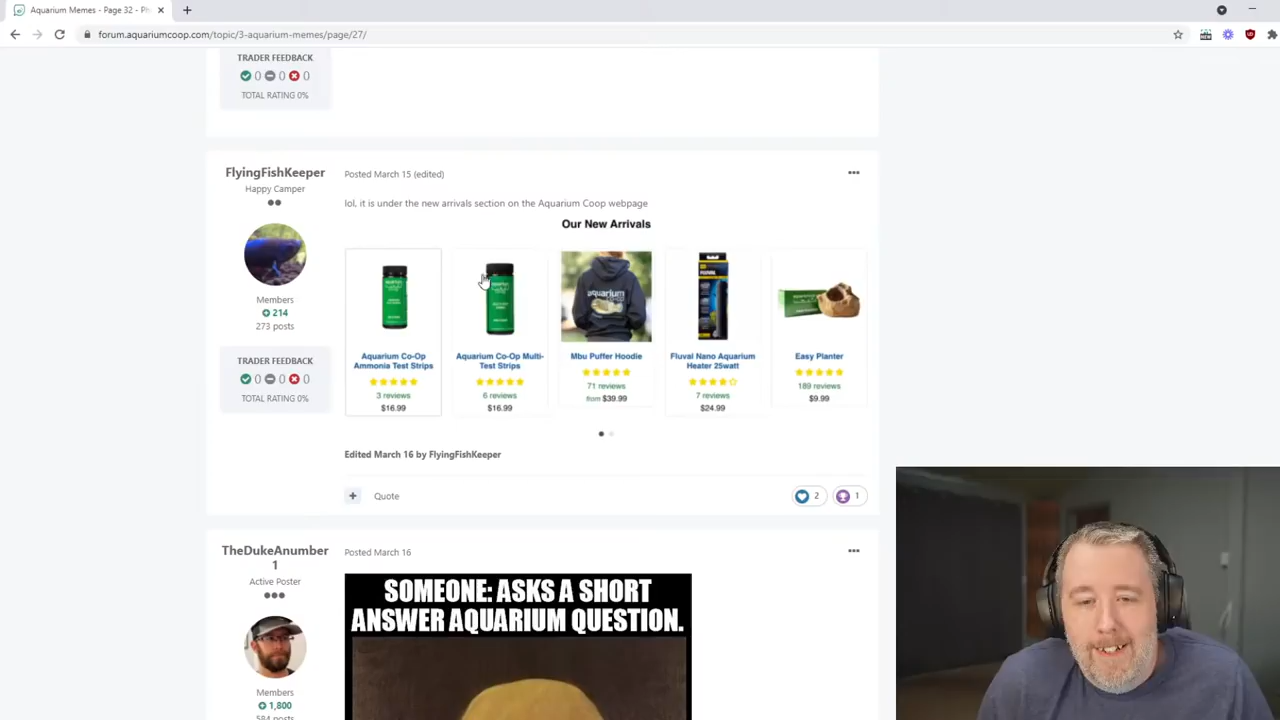 Aquarium Memes - Page 32 - Ph
forum.aquariumcoop.com/topic/3-aquarium-memes/page/27/
TRADER FEEDBACK
0 0 0
TOTAL RATING 0%
FlyingFishKeeper
Happy Camper
Members
214
273 posts
TRADER FEEDBACK
0 0 0
TOTAL RATING 0%
Posted March 15 (edited)
lol, it is under the new arrivals section on the Aquarium Coop webpage
Our New Arrivals
Aquarium Co-Op
Ammonia Test Strips
3 reviews
$16.99
Aquarium Co-Op Multi-
Test Strips
6 reviews
$16.99
Mbu Puffer Hoodie
71 reviews
from $39.99
Fluval Nano Aquarium
Heater 25watt
7 reviews
$24.99
Easy Planter
189 reviews
$9.99
Edited March 16 by FlyingFishKeeper
+ Quote
2 1
TheDukeAnumber
1
Active Poster
Members
1,800
584 posts
Posted March 16
SOMEONE: ASKS A SHORT
ANSWER AQUARIUM QUESTION.